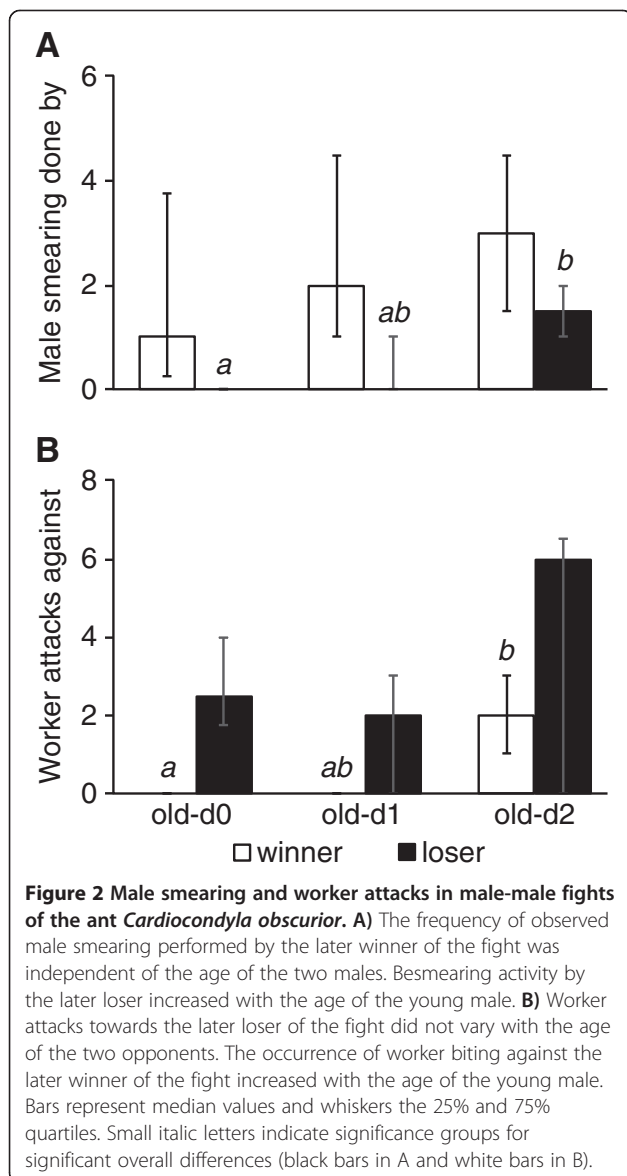 A
Male smearing done by
6
4
2
0
a
ab
b
B
Worker attacks against
8
6
4
2
0
a
ab
b
old-d0 old-d1 old-d2
winner loser
Figure 2 Male smearing and worker attacks in male-male fights
of the ant Cardiocondyla obscurior. A) The frequency of observed
male smearing performed by the later winner of the fight was
independent of the age of the two males. Besmearing activity by
the later loser increased with the age of the young male. B) Worker
attacks towards the later loser of the fight did not vary with the age
of the two opponents. The occurrence of worker biting against the
later winner of the fight increased with the age of the young male.
Bars represent median values and whiskers the 25% and 75%
quartiles. Small italic letters indicate significance groups for
significant overall differences (black bars in A and white bars in B).